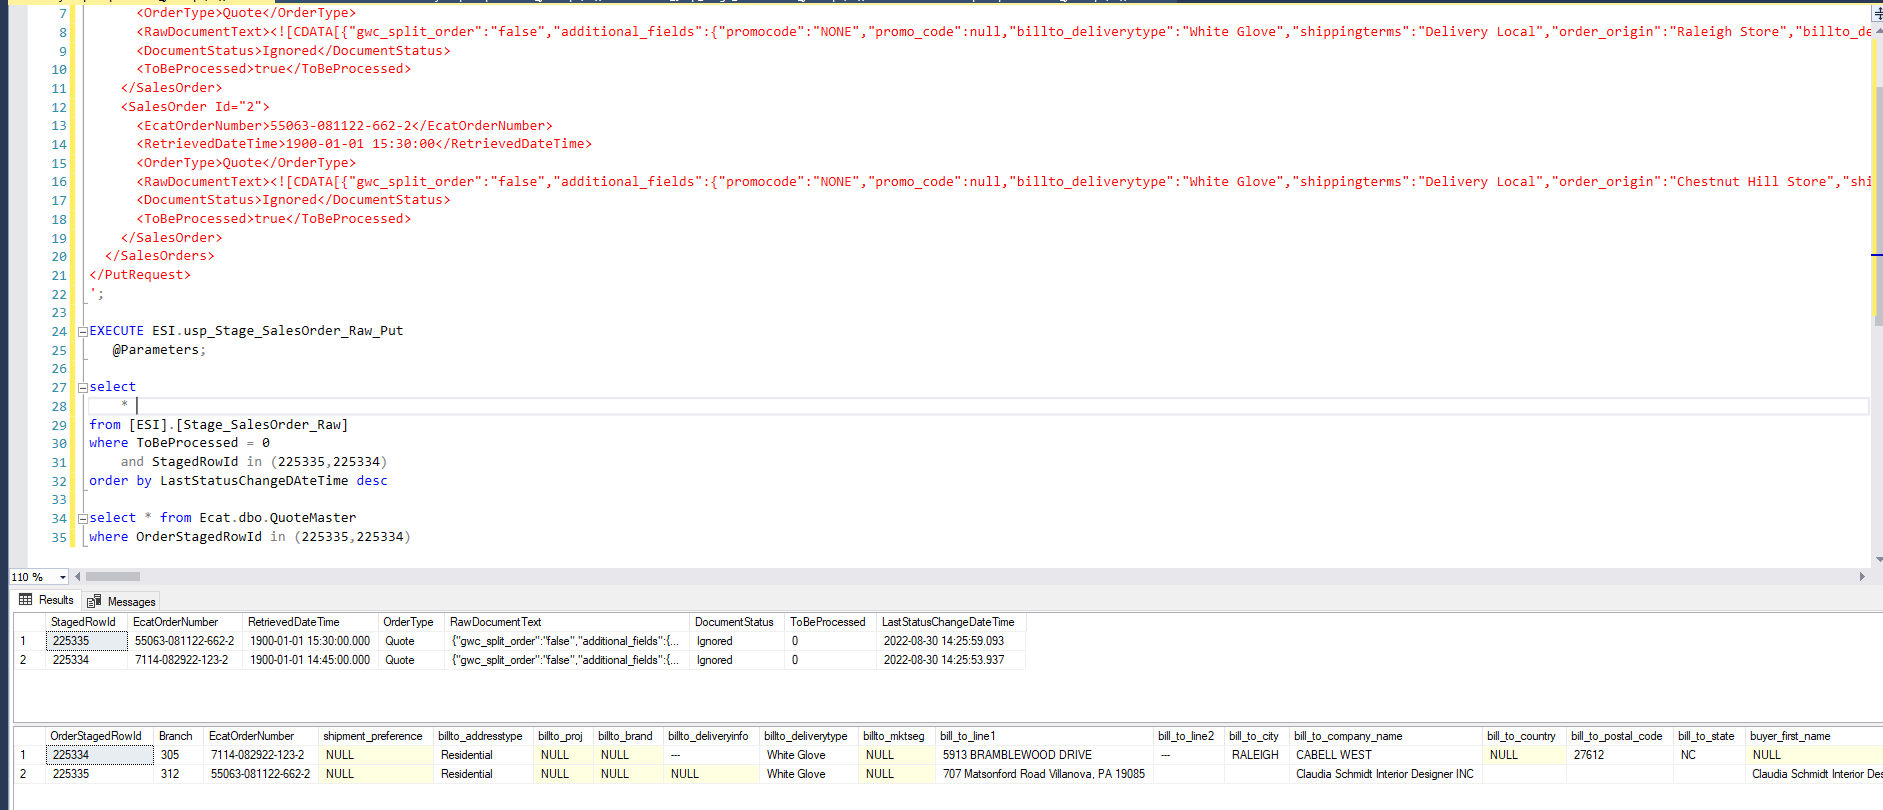 7 <OrderType>Quote</OrderType>
8 <RawDocumentText><![CDATA[{"gwc_split_order":"false","additional_fields":{"promocode":"NONE","promo_code":null,"billto_deliverytype":"White Glove","shippingterms":"Delivery Local","order_origin":"Raleigh Store","billto_de
9 <DocumentStatus>Ignored</DocumentStatus>
10 <ToBeProcessed>true</ToBeProcessed>
11 </SalesOrder>
12 <SalesOrder Id="2">
13 <EcatOrderNumber>55063-081122-662-2</EcatOrderNumber>
14 <RetrievedDateTime>1900-01-01 15:30:00</RetrievedDateTime>
15 <OrderType>Quote</OrderType>
16 <RawDocumentText><![CDATA[{"gwc_split_order":"false","additional_fields":{"promocode":"NONE","promo_code":null,"billto_deliverytype":"White Glove","shippingterms":"Delivery Local","order_origin":"Chestnut Hill Store","shi
17 <DocumentStatus>Ignored</DocumentStatus>
18 <ToBeProcessed>true</ToBeProcessed>
19 </SalesOrder>
20 </SalesOrders>
21 </PutRequest>
22 ';
23
24 EXECUTE ESI.usp_Stage_SalesOrder_Raw_Put
25 @Parameters;
26
27 select
28 *
29 from [ESI].[Stage_SalesOrder_Raw]
30 where ToBeProcessed = 0
31 and StagedRowId in (225335,225334)
32 order by LastStatusChangeDAteTime desc
33
34 select * from Ecat.dbo.QuoteMaster
35 where OrderStagedRowId in (225335,225334)
110 %
Results Messages
StagedRowId EcatOrderNumber RetrievedDateTime OrderType RawDocumentText DocumentStatus ToBeProcessed LastStatusChangeDateTime
1 225335 55063-081122-662-2 1900-01-01 15:30:00.000 Quote {"gwc_split_order":"false","additional_fields":{... Ignored 0 2022-08-30 14:25:59.093
2 225334 7114-082922-123-2 1900-01-01 14:45:00.000 Quote {"gwc_split_order":"false","additional_fields":{... Ignored 0 2022-08-30 14:25:53.937
OrderStagedRowId Branch EcatOrderNumber shipment_preference billto_addresstype billto_proj billto_brand billto_deliveryinfo billto_deliverytype billto_mktseg bill_to_line1 bill_to_line2 bill_to_city bill_to_company_name bill_to_country bill_to_postal_code bill_to_state buyer_first_name
1 225334 305 7114-082922-123-2 NULL Residential NULL NULL --- White Glove NULL 5913 BRAMBLEWOOD DRIVE --- RALEIGH CABELL WEST NULL 27612 NC NULL
2 225335 312 55063-081122-662-2 NULL Residential NULL NULL NULL White Glove NULL 707 Matsonford Road Villanova, PA 19085 Claudia Schmidt Interior Designer INC Claudia Schmidt Interior Des